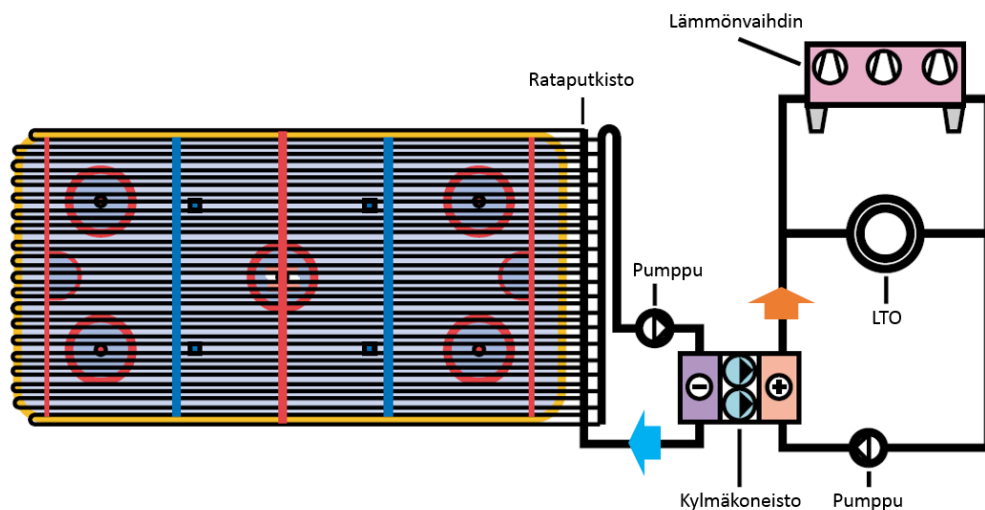 Lämmönvaihdin
Rataputkisto
Pumppu
LTO
Kylmäkoneisto
Pumppu